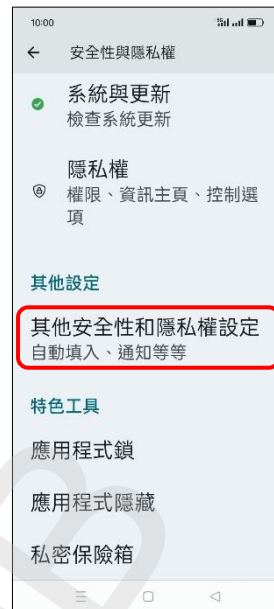 10:00
安全性與隱私權
系統與更新
檢查系統更新
隱私權
權限、資訊主頁、控制選
項
其他設定
其他安全性和隱私權設定
自動填入、通知等等
特色工具
應用程式鎖
應用程式隱藏
私密保險箱